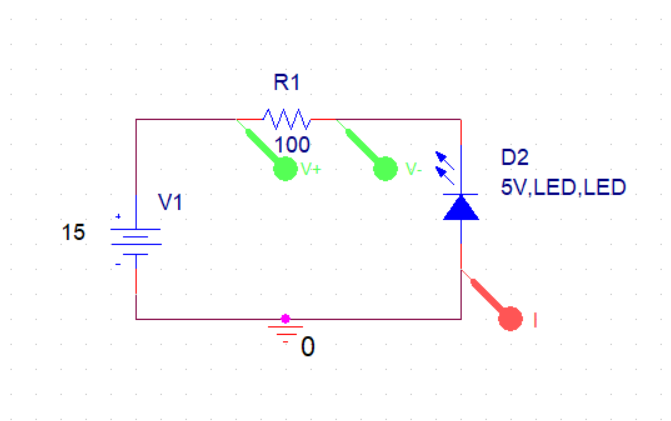 R1
100
V+
V-
D2
5V,LED,LED
V1
+
15
-
I
0